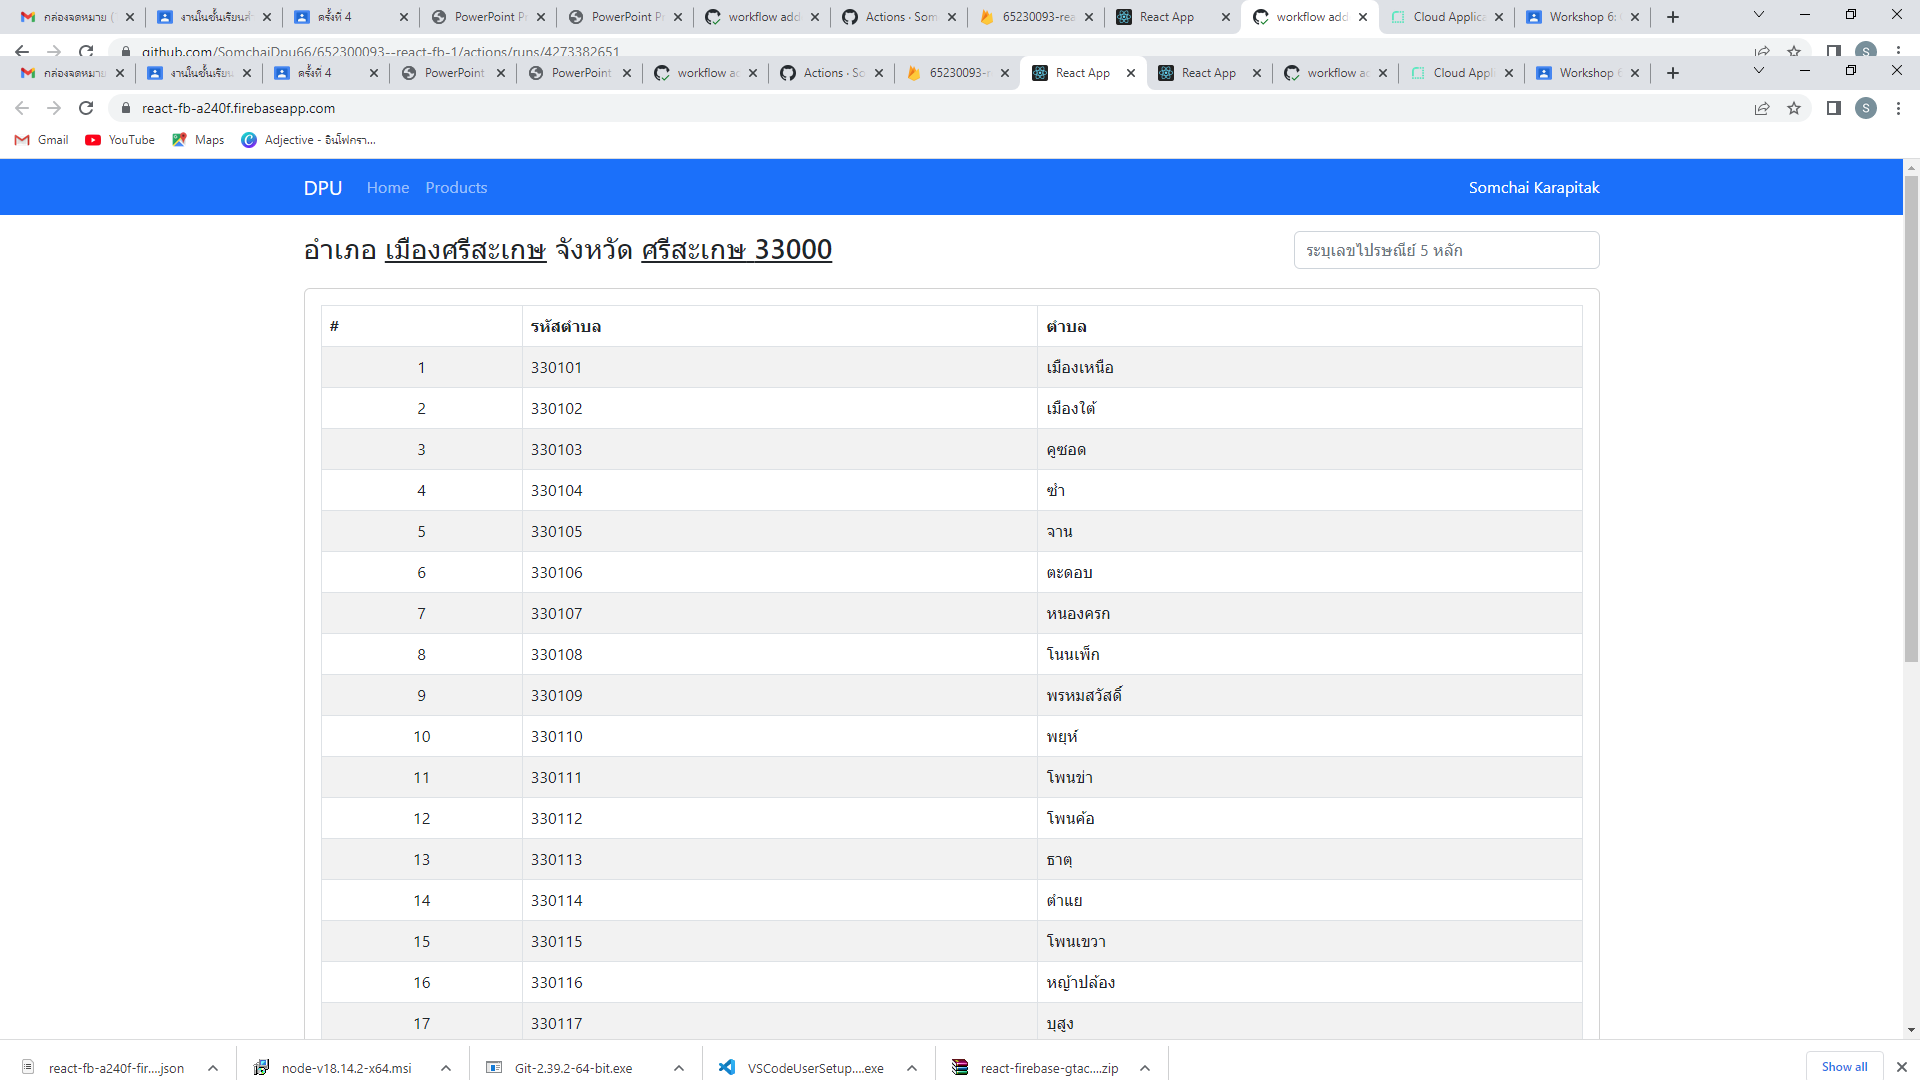 กล่องจดหมาย (
งานในชั้นเรียนสำ
ครั้งที่ 4
PowerPoint Pr
PowerPoint Pr
workflow add
Actions · Som
65230093-rea
React App
workflow add
Cloud Applica
Workshop 6:
github.com/SomchaiDpu66/652300093--react-fb-1/actions/runs/4273382651
S
กล่องจดหมาย
งานในชั้นเรียน
ครั้งที่ 4
PowerPoint
PowerPoint
workflow ac
Actions · So
65230093-r
React App
React App
workflow ac
Cloud Appli
Workshop 6
react-fb-a240f.firebaseapp.com
S
Gmail
YouTube
Maps
Adjective - อินโฟกรา...
DPU Home Products Somchai Karapitak
อำเภอ เมืองศรีสะเกษ จังหวัด ศรีสะเกษ 33000
ระบุเลขไปรษณีย์ 5 หลัก
# รหัสตำบล ตำบล
1 330101 เมืองเหนือ
2 330102 เมืองใต้
3 330103 คูซอด
4 330104 ซำ
5 330105 จาน
6 330106 ตะดอบ
7 330107 หนองครก
8 330108 โนนเพ็ก
9 330109 พรหมสวัสดิ์
10 330110 พยุห์
11 330111 โพนข่า
12 330112 โพนค้อ
13 330113 ธาตุ
14 330114 ตำแย
15 330115 โพนเขวา
16 330116 หญ้าปล้อง
17 330117 บุสูง
react-fb-a240f-fir....json
node-v18.14.2-x64.msi
Git-2.39.2-64-bit.exe
VSCodeUserSetup....exe
react-firebase-gtac....zip
Show all